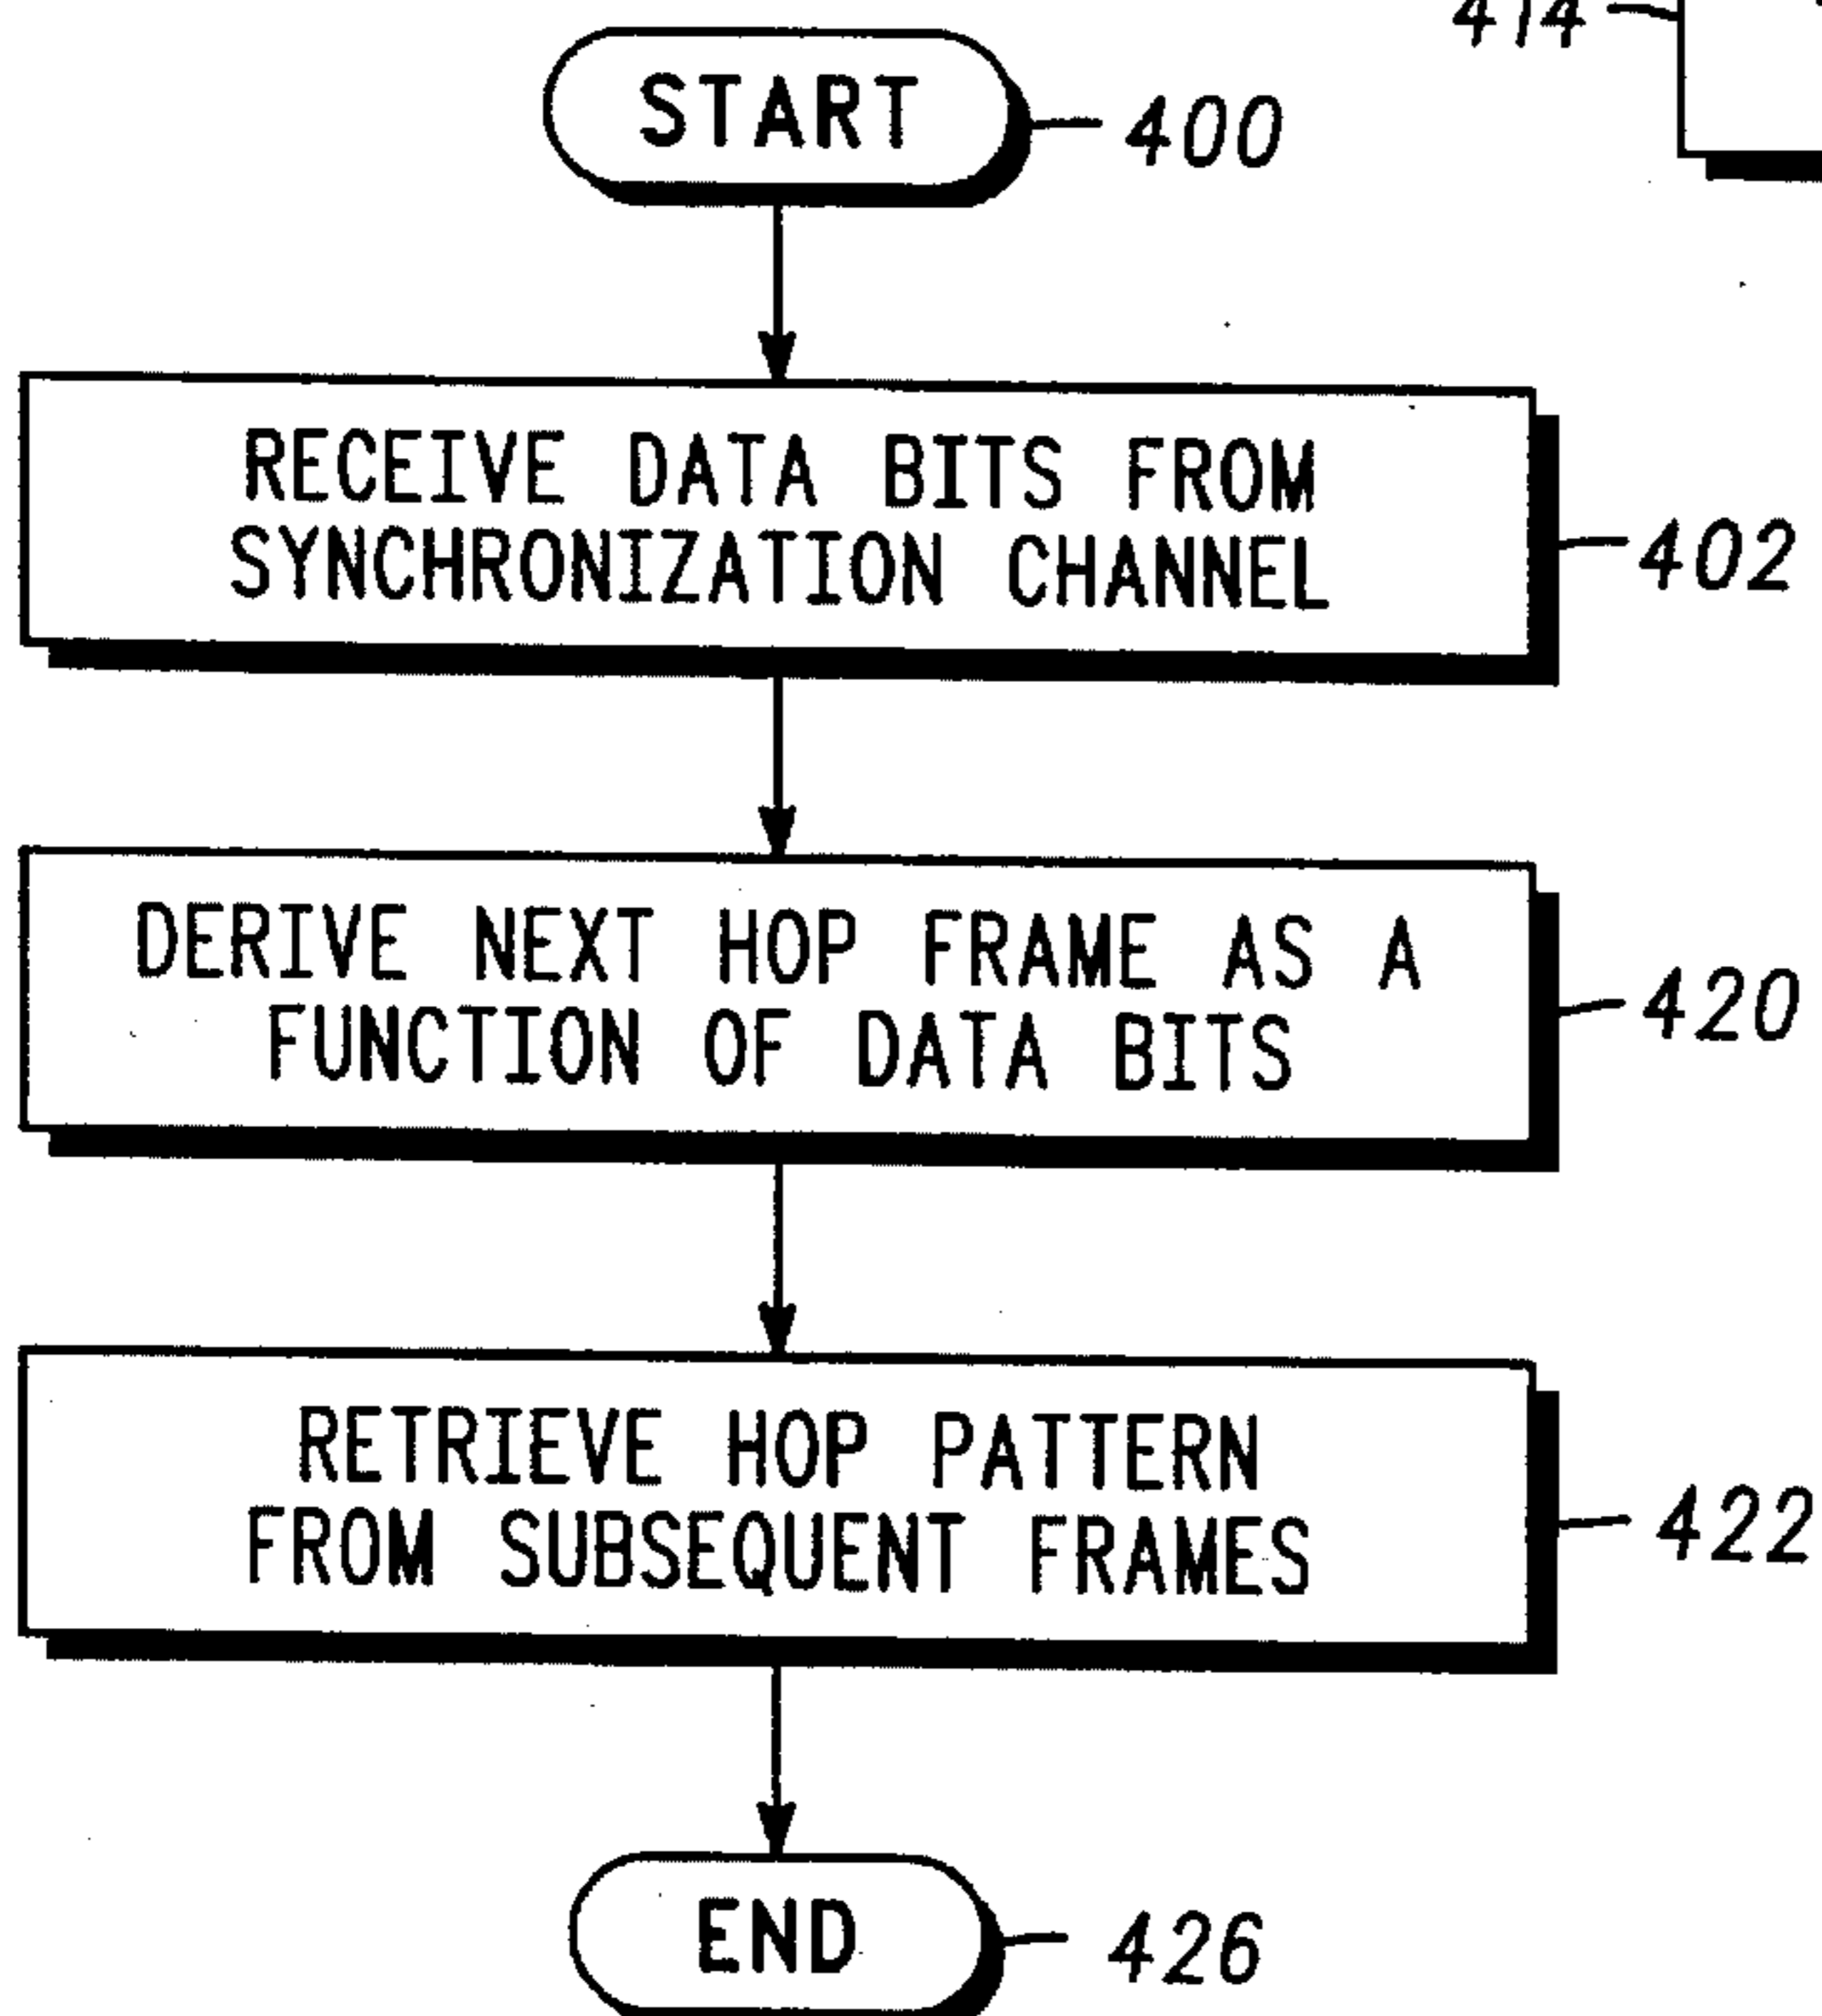 414
START
400
RECEIVE DATA BITS FROM
SYNCHRONIZATION CHANNEL
402
DERIVE NEXT HOP FRAME AS A
FUNCTION OF DATA BITS
420
RETRIEVE HOP PATTERN
FROM SUBSEQUENT FRAMES
422
END
426